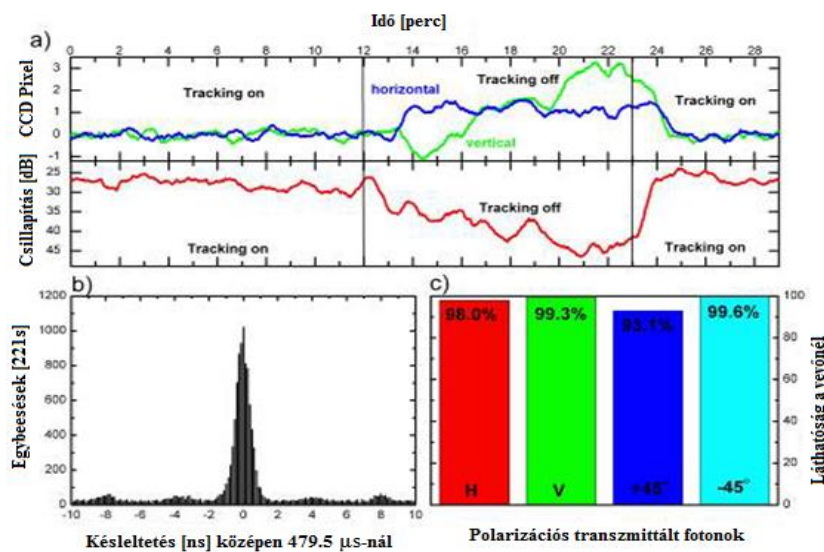 Idő [perc]
a)
0 2 4 6 8 10 12 14 16 18 20 22 24 26 28
CCD Pixel
3
2
1
0
-1
Tracking on
horizontal
Tracking off
vertical
Tracking on
Csillapítás [dB]
25
30
35
40
45
Tracking on
Tracking off
Tracking on
b)
Egybeesések [221s]
1200
1000
800
600
400
200
0
-10 -8 -6 -4 -2 0 2 4 6 8 10
Késleltetés [ns] középen 479.5 μs-nál
c)
98.0% 99.3% 93.1% 99.6%
H V +45° -45°
100
80
60
40
20
0
Láthatóság a vevőnél
Polarizációs transzmittált fotonok